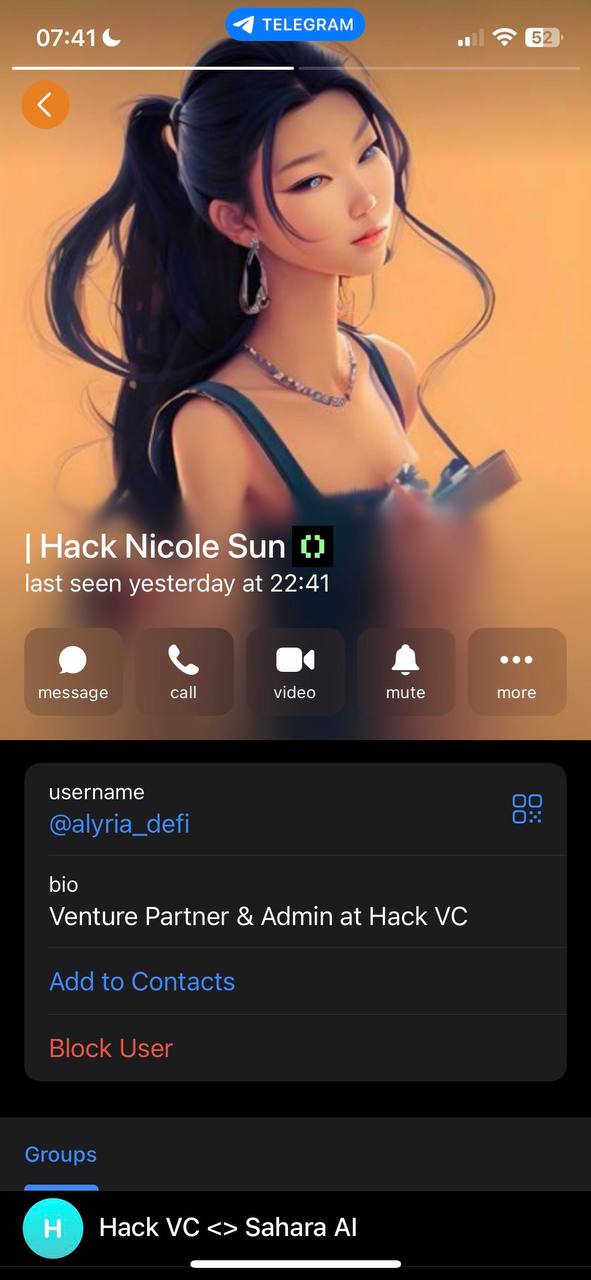 07:41
TELEGRAM
52
| Hack Nicole Sun
last seen yesterday at 22:41
message
call
video
mute
more
username
@alyria_defi
bio
Venture Partner & Admin at Hack VC
Add to Contacts
Block User
Groups
H
Hack VC <> Sahara AI